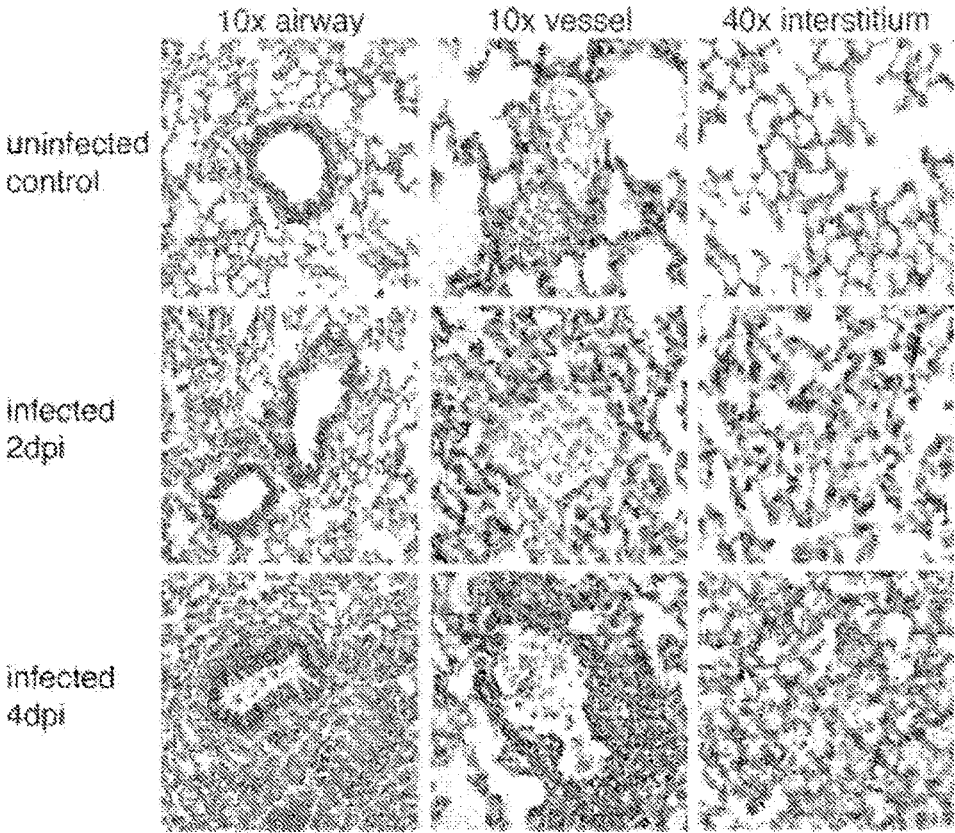 10x airway
10x vessel
40x interstitium
uninfected
control
infected
2dpi
infected
4dpi